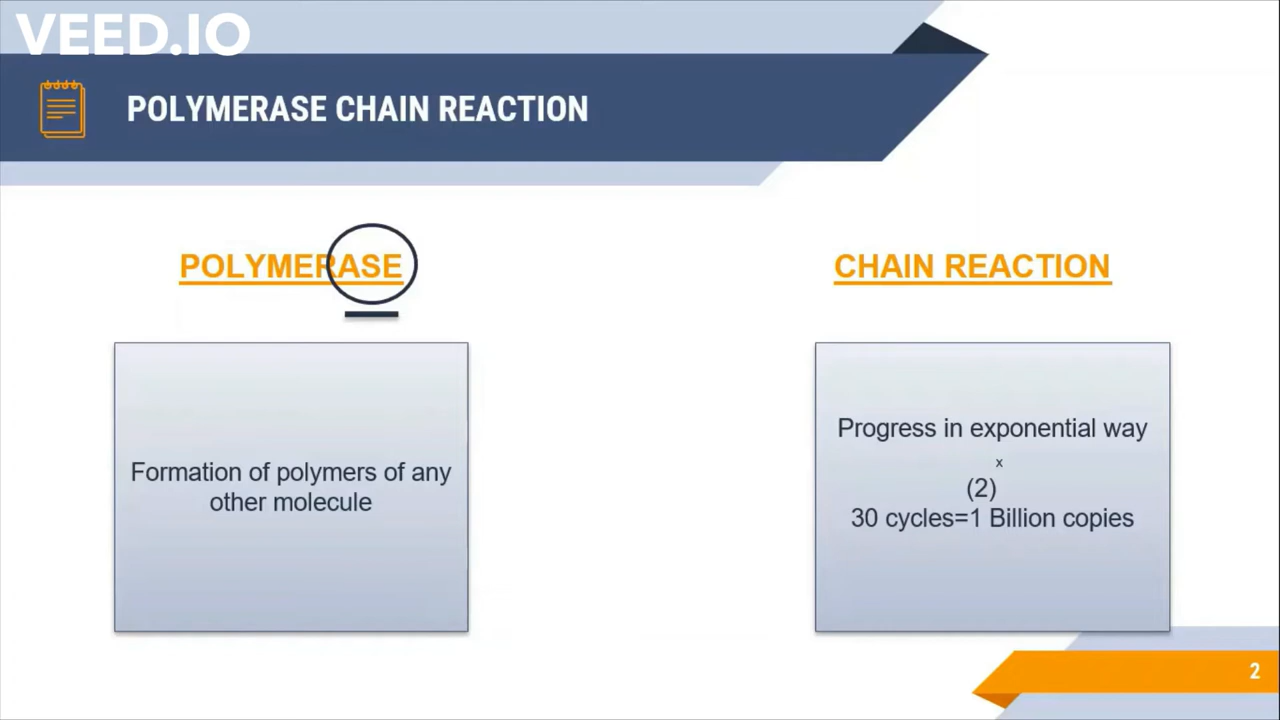 VEED.IO
POLYMERASE CHAIN REACTION
POLYMERASE
Formation of polymers of any
other molecule
CHAIN REACTION
Progress in exponential way
x
(2)
30 cycles=1 Billion copies
2